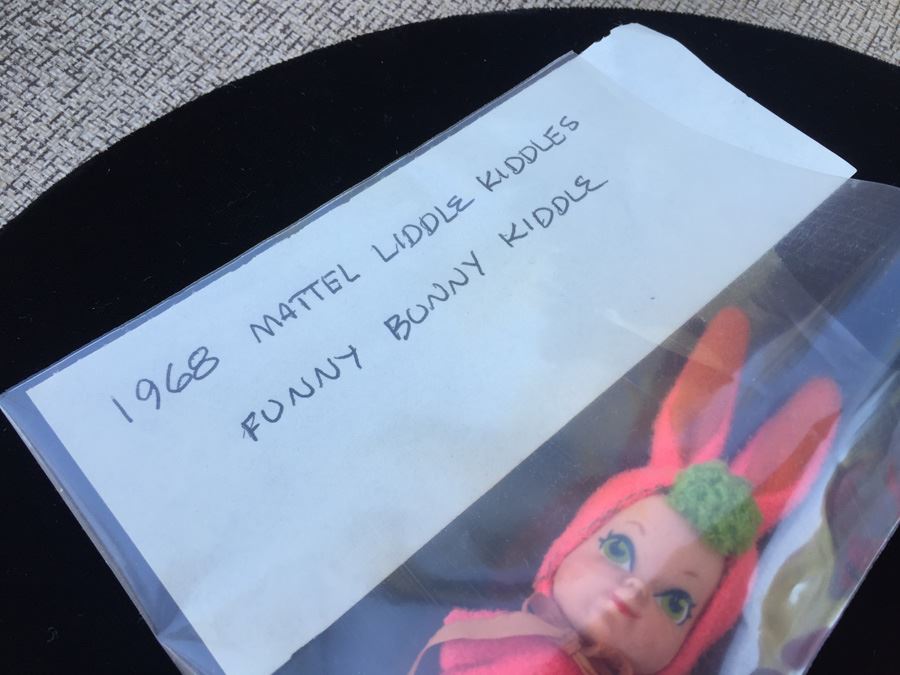 1968 MATTEL LIDDLE KIDDLES
FUNNY BUNNY KIDDLE